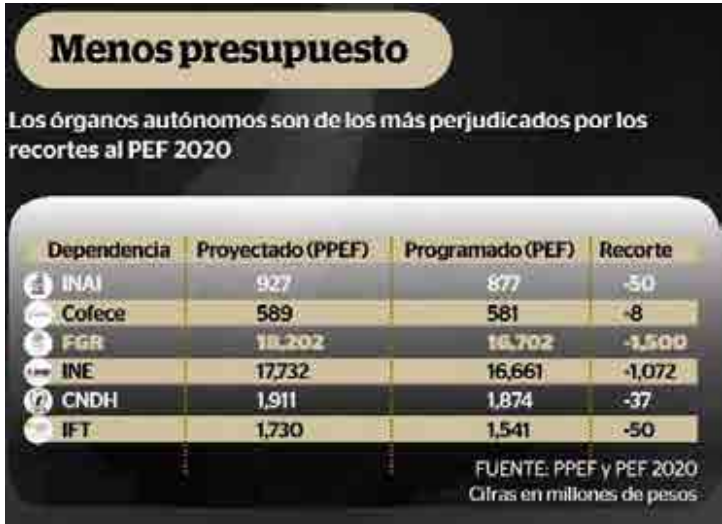 Menos presupuesto
Los órganos autónomos son de los más perjudicados por los
recortes al PEF 2020
Dependencia Proyectado (PPEF) Programado (PEF) Recorte
INAI 927 877 -50
Cofece 589 581 -8
FGR 18,202 16,702 -1,500
INE 17,732 16,661 -1,072
CNDH 1,911 1,874 -37
IFT 1,730 1,541 -50
FUENTE: PPEF y PEF 2020
Cifras en millones de pesos